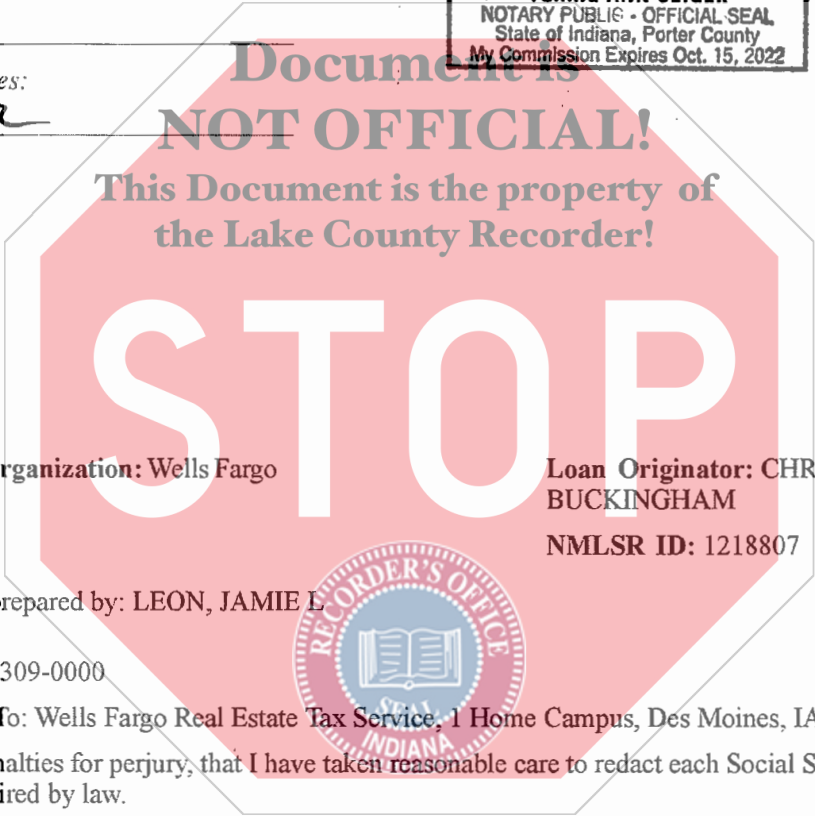 NOTARY PUBLIC - OFFICIAL SEAL
State of Indiana, Porter County
My Commission Expires Oct. 15, 2022
es:
Document is
NOT OFFICIAL!
This Document is the property of
the Lake County Recorder!
STOP
rganization: Wells Fargo
Loan Originator: CHR
BUCKINGHAM
NMLSR ID: 1218807
repared by: LEON, JAMIE L
RECORDER'S OFFICE
SEAL
INDIANA
309-0000
To: Wells Fargo Real Estate Tax Service, 1 Home Campus, Des Moines, IA
nalties for perjury, that I have taken reasonable care to redact each Social S
ired by law.